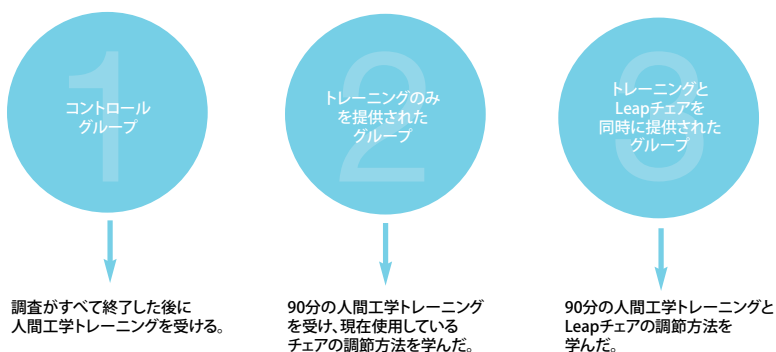 1
コントロール
グループ
2
トレーニングのみ
を提供された
グループ
3
トレーニングと
Leapチェアを
同時に提供された
グループ
調査がすべて終了した後に
人間工学トレーニングを受ける。
90分の人間工学トレーニング
を受け、現在使用している
チェアの調節方法を学んだ。
90分の人間工学トレーニングと
Leapチェアの調節方法を
学んだ。